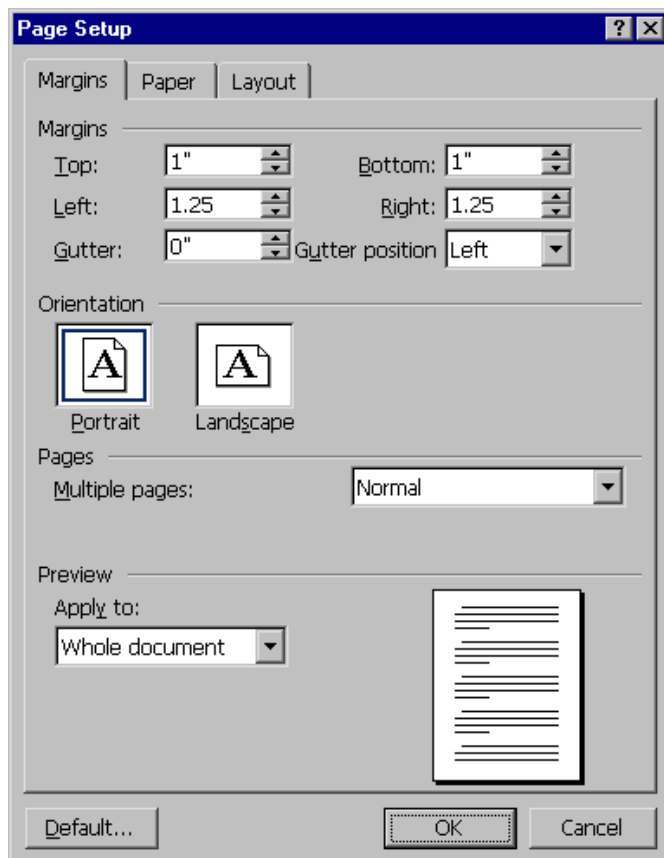 Page Setup
Margins Paper Layout
Margins
Top: 1" Bottom: 1"
Left: 1.25 Right: 1.25
Gutter: 0" Gutter position Left
Orientation
A A
Portrait Landscape
Pages
Multiple pages: Normal
Preview
Apply to:
Whole document
Default... OK Cancel